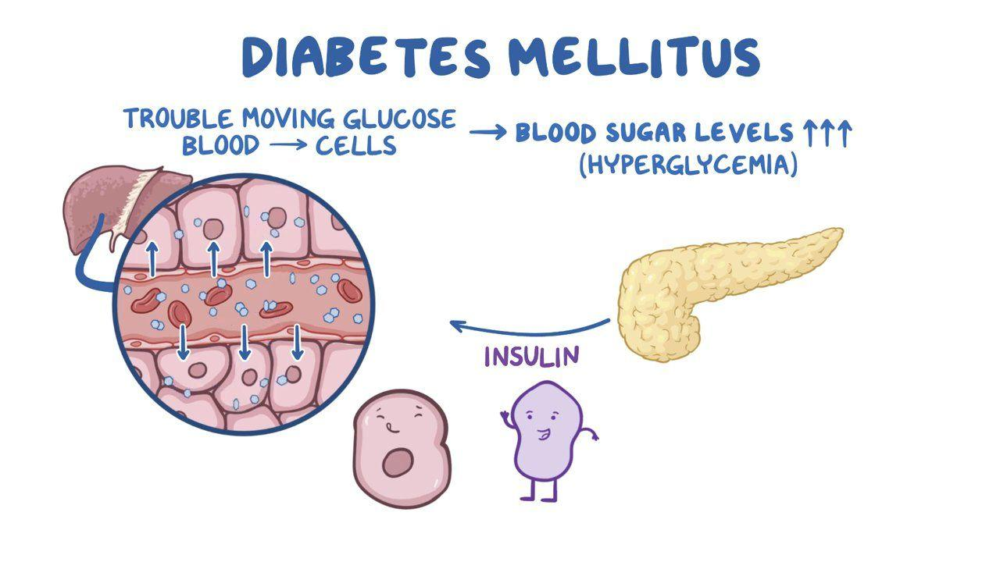 DIABETES MELLITUS
TROUBLE MOVING GLUCOSE
BLOOD → CELLS
→ BLOOD SUGAR LEVELS ↑↑↑
(HYPERGLYCEMIA)
INSULIN